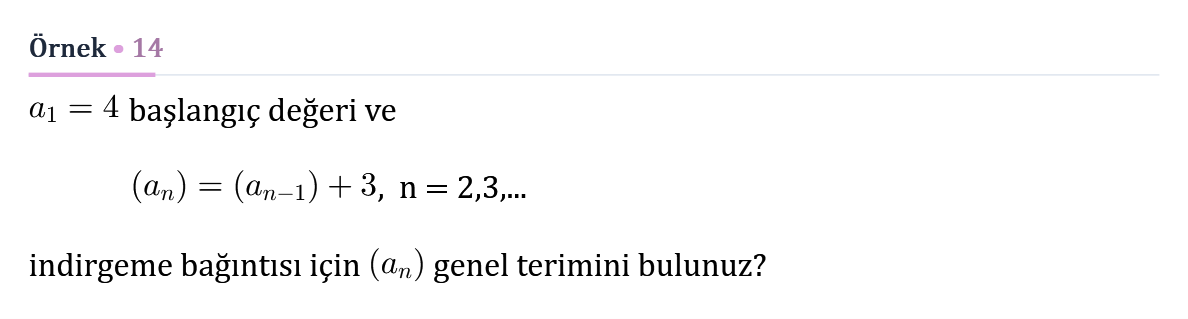 Örnek • 14
a₁ = 4 başlangıç değeri ve
(aₙ) = (aₙ₋₁) + 3, n = 2,3,...
indirgeme bağıntısı için (aₙ) genel terimini bulunuz?